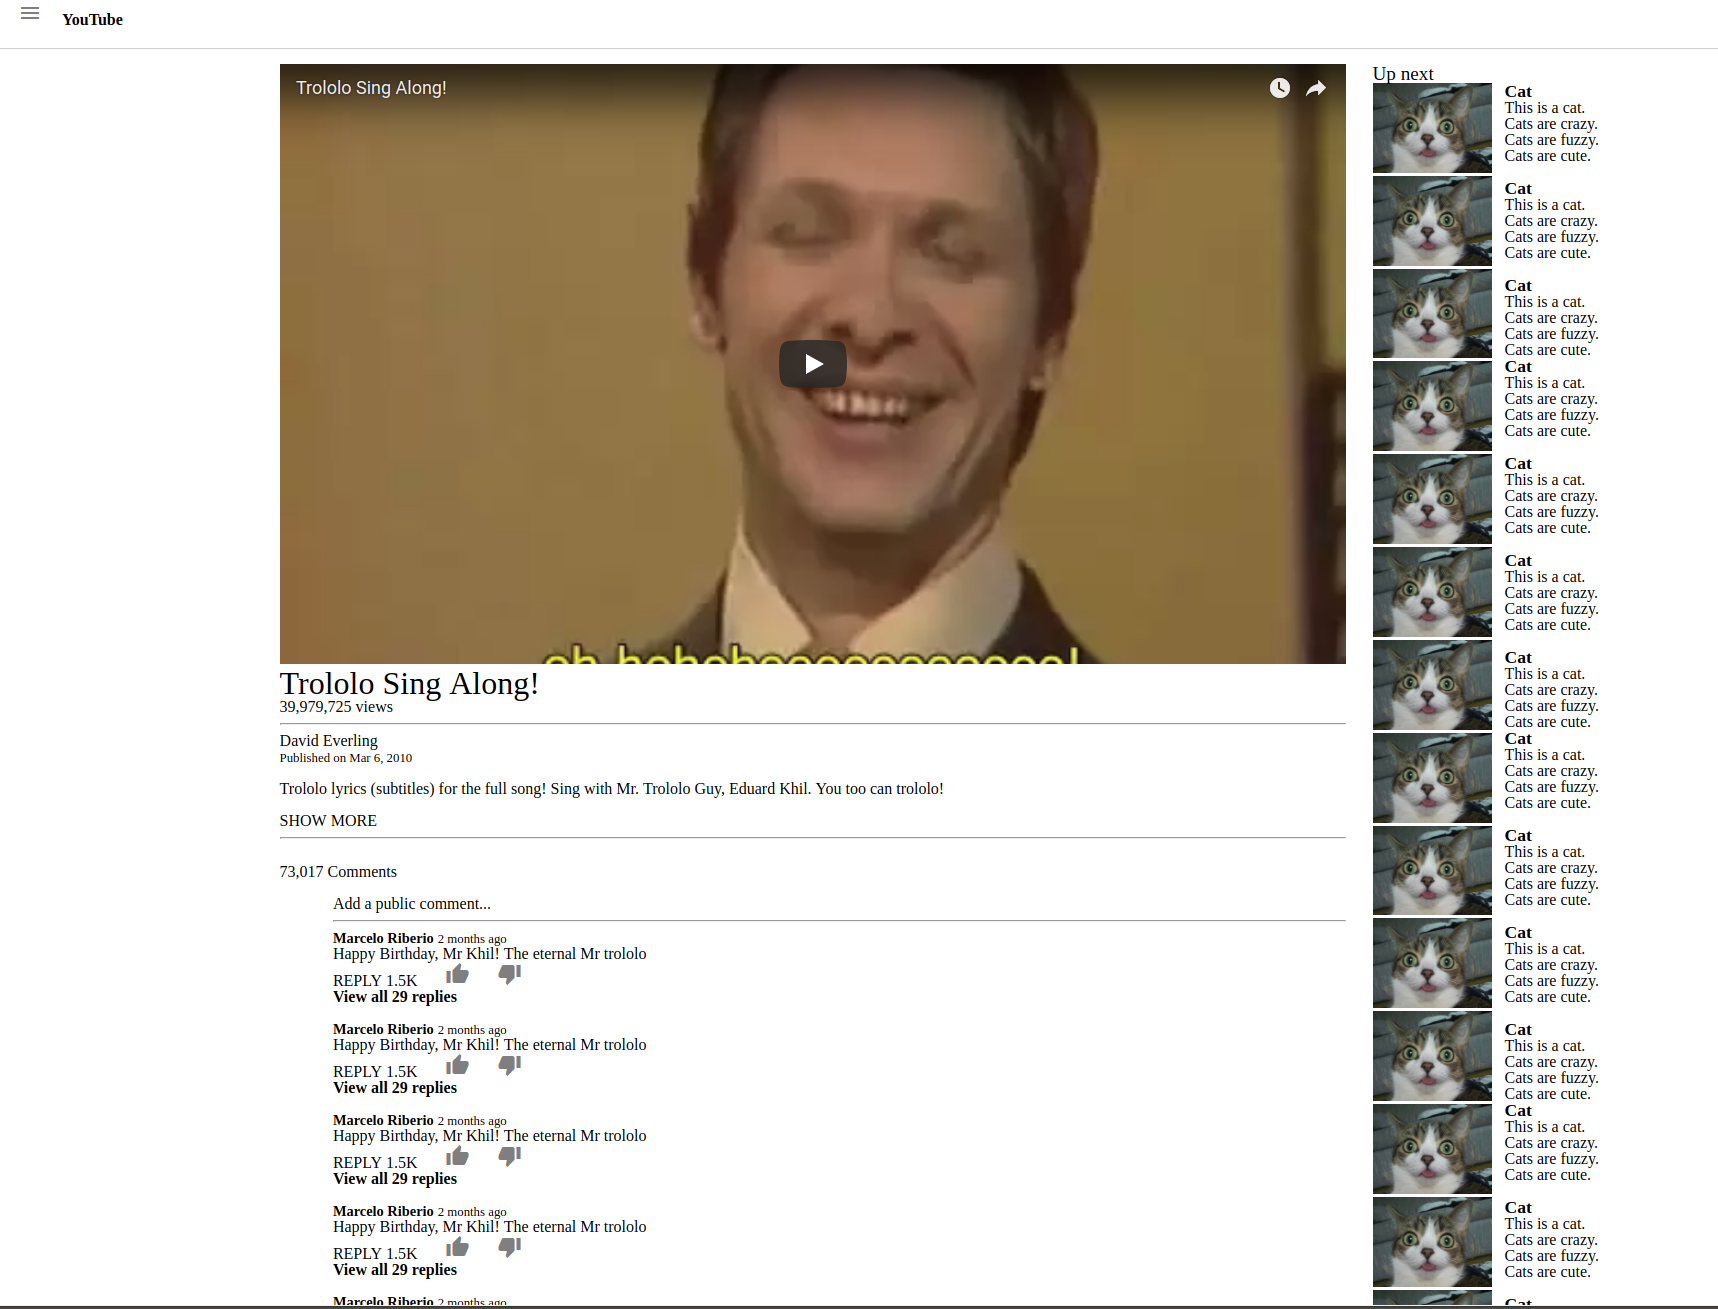 YouTube
Trololo Sing Along!
oh hohohoooooooooooo!
Trololo Sing Along!
39,979,725 views
David Everling
Published on Mar 6, 2010
Trololo lyrics (subtitles) for the full song! Sing with Mr. Trololo Guy, Eduard Khil. You too can trololo!
SHOW MORE
73,017 Comments
Add a public comment...
Marcelo Riberio 2 months ago
Happy Birthday, Mr Khil! The eternal Mr trololo
REPLY 1.5K
View all 29 replies
Marcelo Riberio 2 months ago
Happy Birthday, Mr Khil! The eternal Mr trololo
REPLY 1.5K
View all 29 replies
Marcelo Riberio 2 months ago
Happy Birthday, Mr Khil! The eternal Mr trololo
REPLY 1.5K
View all 29 replies
Marcelo Riberio 2 months ago
Happy Birthday, Mr Khil! The eternal Mr trololo
REPLY 1.5K
View all 29 replies
Marcelo Riberio 2 months ago
Up next
Cat
This is a cat.
Cats are crazy.
Cats are fuzzy.
Cats are cute.
Cat
This is a cat.
Cats are crazy.
Cats are fuzzy.
Cats are cute.
Cat
This is a cat.
Cats are crazy.
Cats are fuzzy.
Cats are cute.
Cat
This is a cat.
Cats are crazy.
Cats are fuzzy.
Cats are cute.
Cat
This is a cat.
Cats are crazy.
Cats are fuzzy.
Cats are cute.
Cat
This is a cat.
Cats are crazy.
Cats are fuzzy.
Cats are cute.
Cat
This is a cat.
Cats are crazy.
Cats are fuzzy.
Cats are cute.
Cat
This is a cat.
Cats are crazy.
Cats are fuzzy.
Cats are cute.
Cat
This is a cat.
Cats are crazy.
Cats are fuzzy.
Cats are cute.
Cat
This is a cat.
Cats are crazy.
Cats are fuzzy.
Cats are cute.
Cat
This is a cat.
Cats are crazy.
Cats are fuzzy.
Cats are cute.
Cat
This is a cat.
Cats are crazy.
Cats are fuzzy.
Cats are cute.
Cat
This is a cat.
Cats are crazy.
Cats are fuzzy.
Cats are cute.
Cat